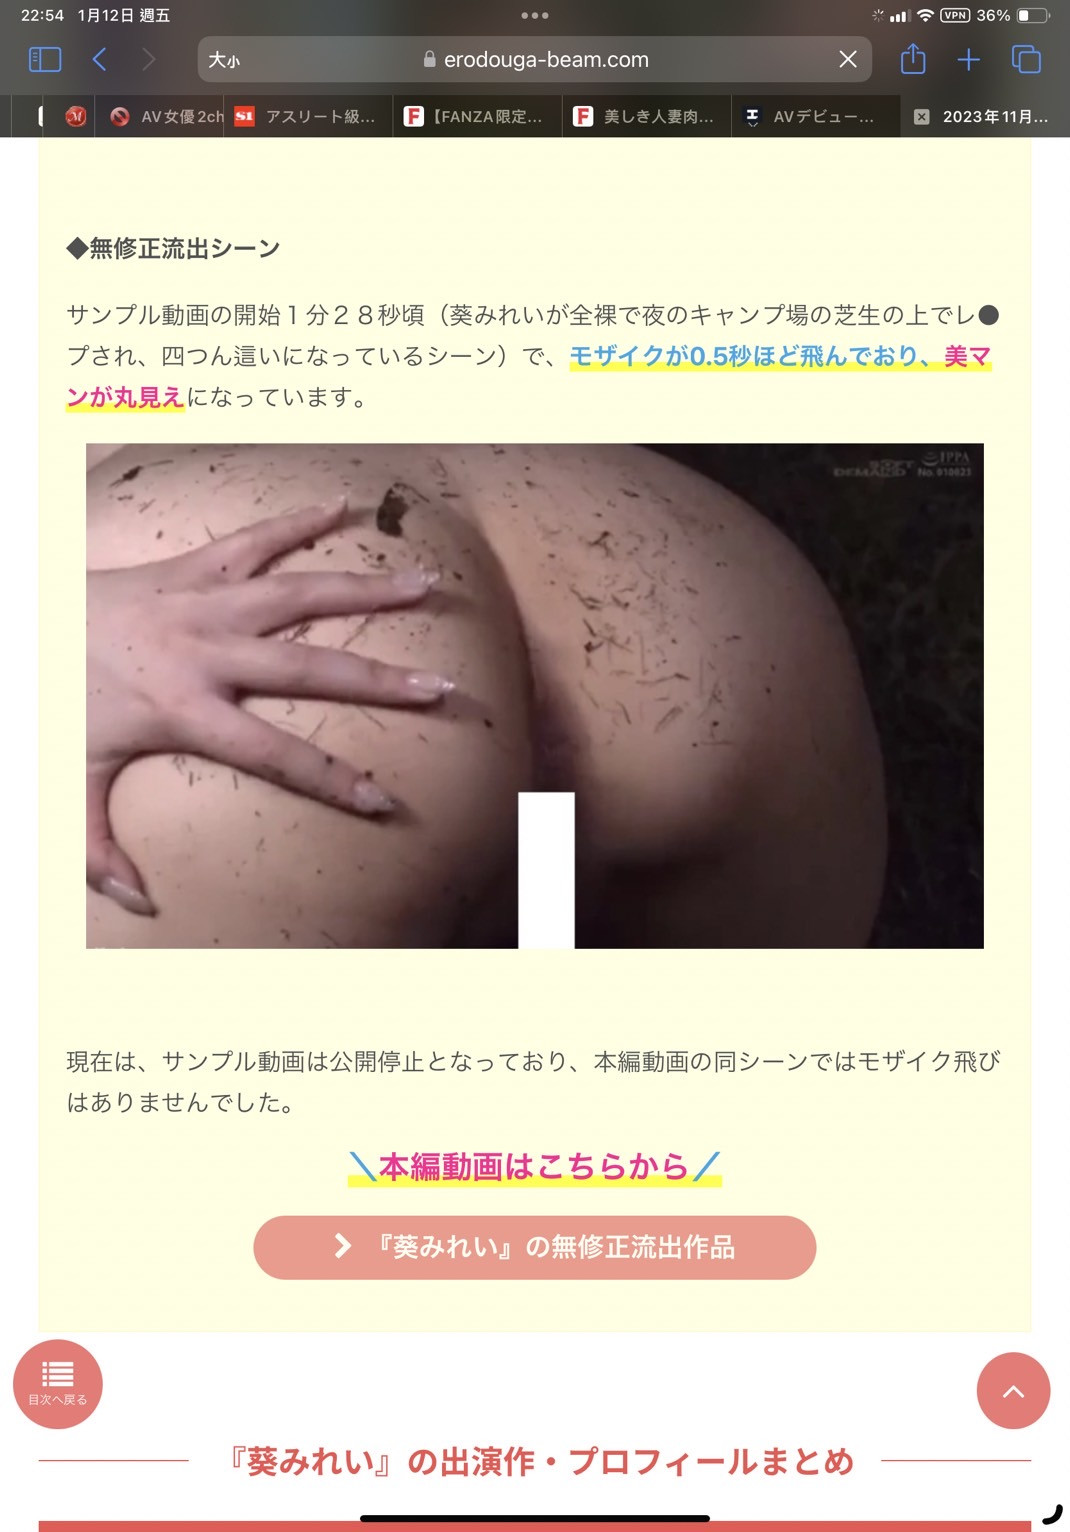 22:54 1月12日 週五
VPN 36%
大小 erodouga-beam.com
AV女優2ch
S1 アスリート級...
F 【FANZA限定...
F 美しき人妻肉...
AVデビュー...
2023年11月...
◆無修正流出シーン
サンプル動画の開始１分２８秒頃（葵みれいが全裸で夜のキャンプ場の芝生の上でレ●
プされ、四つん這いになっているシーン）で、モザイクが0.5秒ほど飛んでおり、美マ
ンが丸見えになっています。
IPPA
No.010823
現在は、サンプル動画は公開停止となっており、本編動画の同シーンではモザイク飛び
はありませんでした。
＼本編動画はこちらから／
『葵みれい』の無修正流出作品
目次へ戻る
『葵みれい』の出演作・プロフィールまとめ